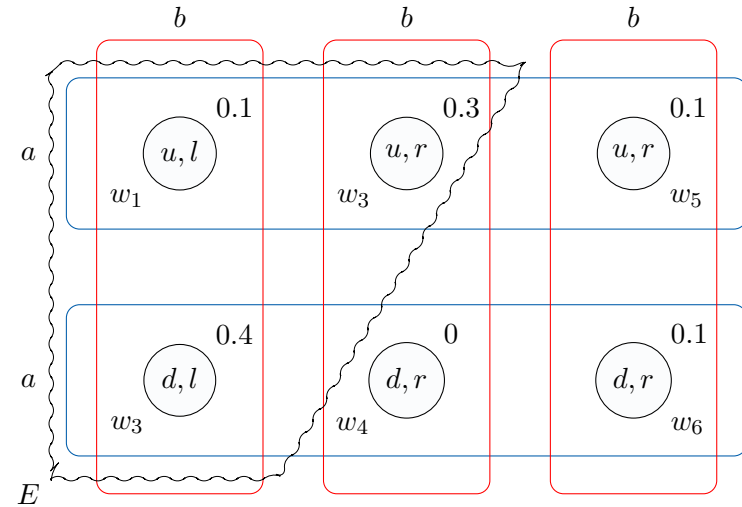 b b b
0.1 0.3 0.1
a u, l u, r u, r
w1 w3 w5
0.4 0 0.1
a d, l d, r d, r
w3 w4 w6
E